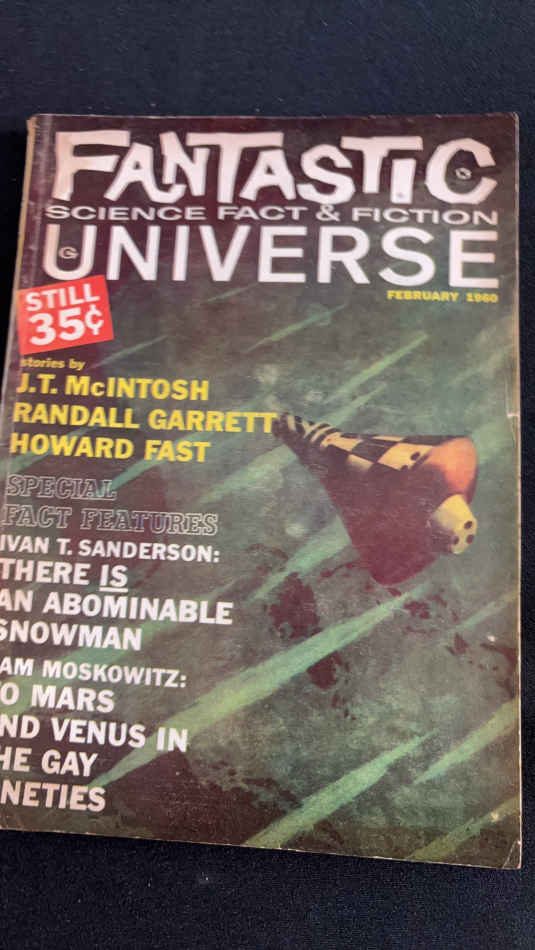 FANTASTIC
SCIENCE FACT & FICTION
UNIVERSE
FEBRUARY 1960
STILL
35¢
stories by
J.T. McINTOSH
RANDALL GARRETT
HOWARD FAST
SPECIAL
FACT FEATURES
IVAN T. SANDERSON:
THERE IS
AN ABOMINABLE
SNOWMAN
AM MOSKOWITZ:
O MARS
ND VENUS IN
HE GAY
NETIES